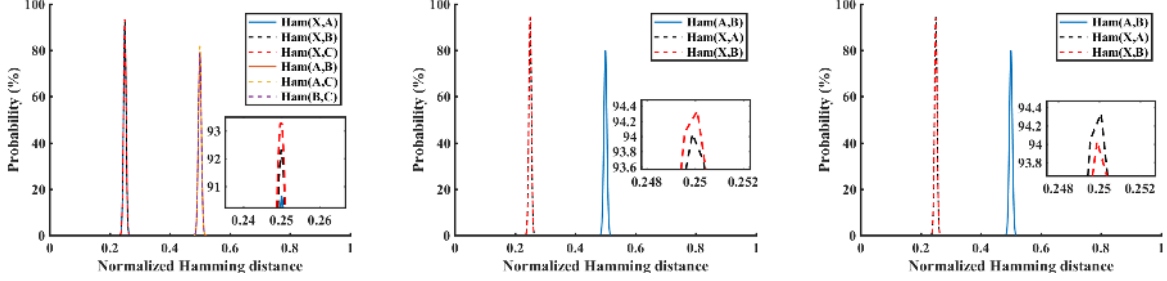 Ham(X,A)
Ham(X,B)
Ham(X,C)
Ham(A,B)
Ham(A,C)
Ham(B,C)
Probability (%)
100
80
60
40
20
0
93
92
91
0.24 0.25 0.26
0 0.2 0.4 0.6 0.8 1
Normalized Hamming distance
Ham(A,B)
Ham(X,A)
Ham(X,B)
Probability (%)
100
80
60
40
20
0
94.4
94.2
94
93.8
93.6
0.248 0.25 0.252
0 0.2 0.4 0.6 0.8 1
Normalized Hamming distance
Ham(A,B)
Ham(X,A)
Ham(X,B)
Probability (%)
100
80
60
40
20
0
94.4
94.2
94
93.8
0.248 0.25 0.252
0 0.2 0.4 0.6 0.8 1
Normalized Hamming distance